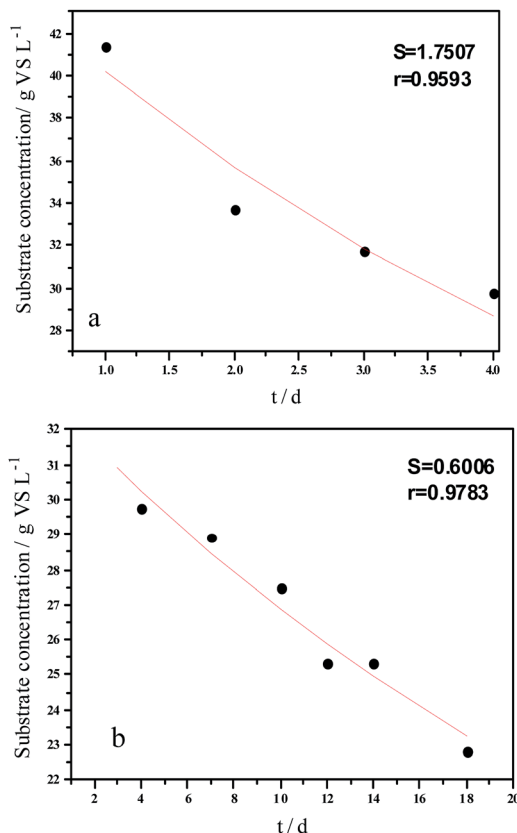 42
40
38
36
34
32
30
28
Substrate concentration/ g VS L-1
S=1.7507
r=0.9593
a
1.0 1.5 2.0 2.5 3.0 3.5 4.0
t/d
32
31
30
29
28
27
26
25
24
23
22
Substrate concentration / g VS L-1
S=0.6006
r=0.9783
b
2 4 6 8 10 12 14 16 18 20
t/d